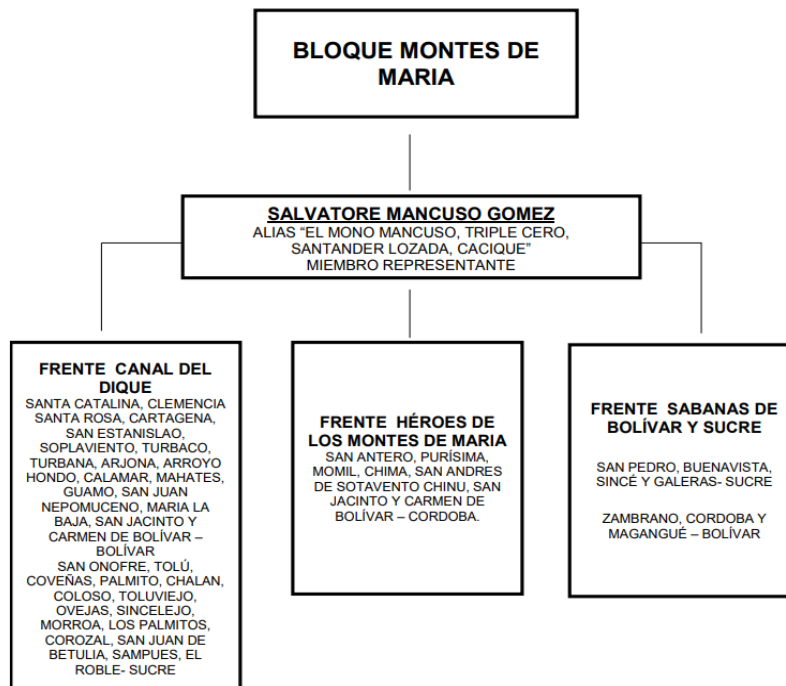 BLOQUE MONTES DE
MARIA
SALVATORE MANCUSO GOMEZ
ALIAS “EL MONO MANCUSO, TRIPLE CERO,
SANTANDER LOZADA, CACIQUE”
MIEMBRO REPRESENTANTE
FRENTE CANAL DEL
DIQUE
SANTA CATALINA, CLEMENCIA
SANTA ROSA, CARTAGENA,
SAN ESTANISLAO,
SOPLAVIENTO, TURBACO,
TURBANA, ARJONA, ARROYO
HONDO, CALAMAR, MAHATES,
GUAMO, SAN JUAN
NEPOMUCENO, MARIA LA
BAJA, SAN JACINTO Y
CARMEN DE BOLÍVAR –
BOLÍVAR
SAN ONOFRE, TOLÚ,
COVEÑAS, PALMITO, CHALAN,
COLOSO, TOLUVIEJO,
OVEJAS, SINCELEJO,
MORROA, LOS PALMITOS,
COROZAL, SAN JUAN DE
BETULIA, SAMPUES, EL
ROBLE- SUCRE
FRENTE HÉROES DE
LOS MONTES DE MARIA
SAN ANTERO, PURÍSIMA,
MOMIL, CHIMA, SAN ANDRES
DE SOTAVENTO CHINU, SAN
JACINTO Y CARMEN DE
BOLÍVAR – CORDOBA.
FRENTE SABANAS DE
BOLÍVAR Y SUCRE
SAN PEDRO, BUENAVISTA,
SINCÉ Y GALERAS- SUCRE
ZAMBRANO, CORDOBA Y
MAGANGUÉ – BOLÍVAR